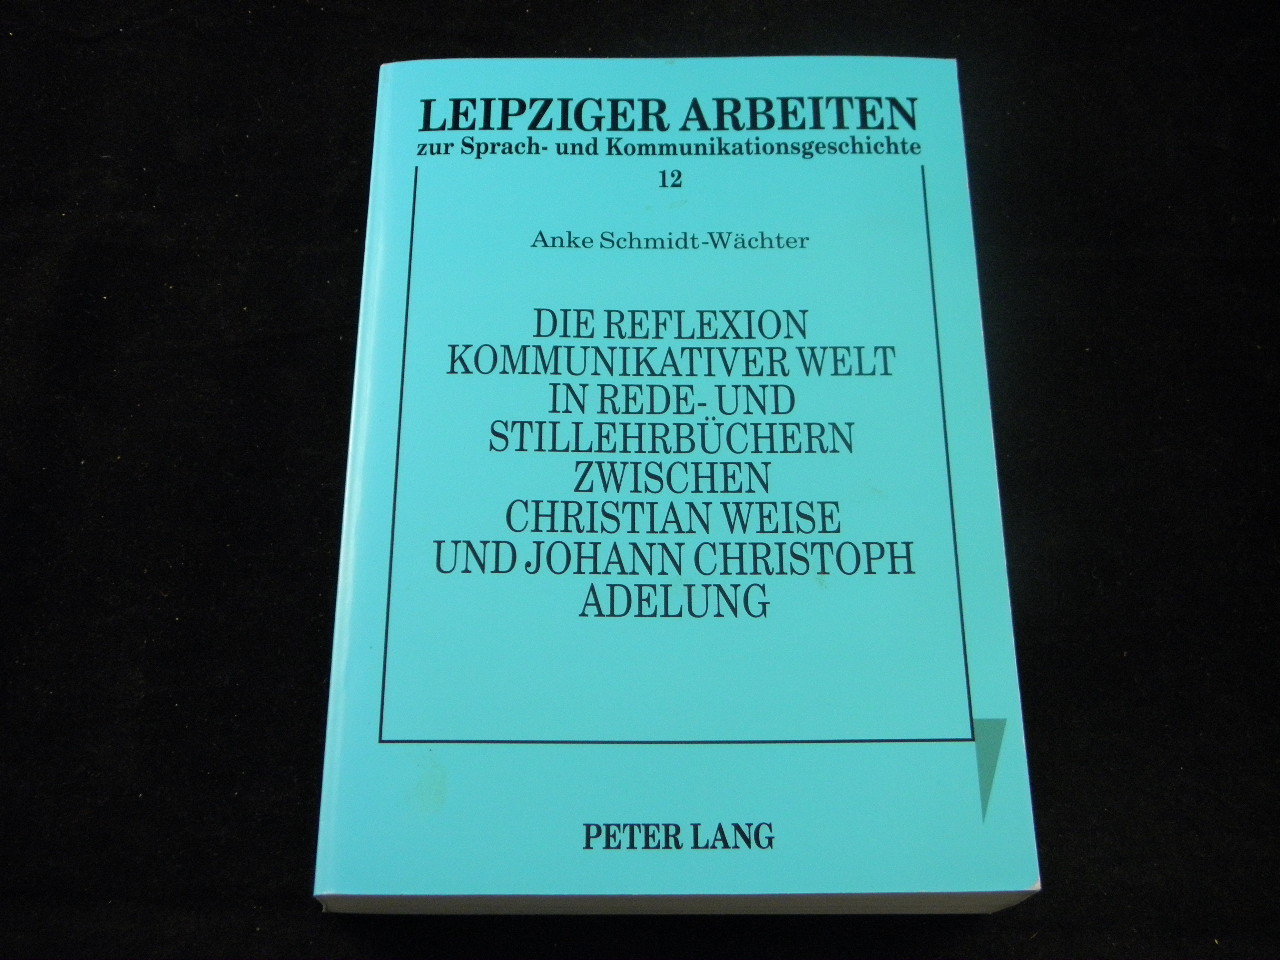 LEIPZIGER ARBEITEN
zur Sprach- und Kommunikationsgeschichte
12
Anke Schmidt-Wächter
DIE REFLEXION
KOMMUNIKATIVER WELT
IN REDE- UND
STILLEHRBÜCHERN
ZWISCHEN
CHRISTIAN WEISE
UND JOHANN CHRISTOPH
ADELUNG
PETER LANG